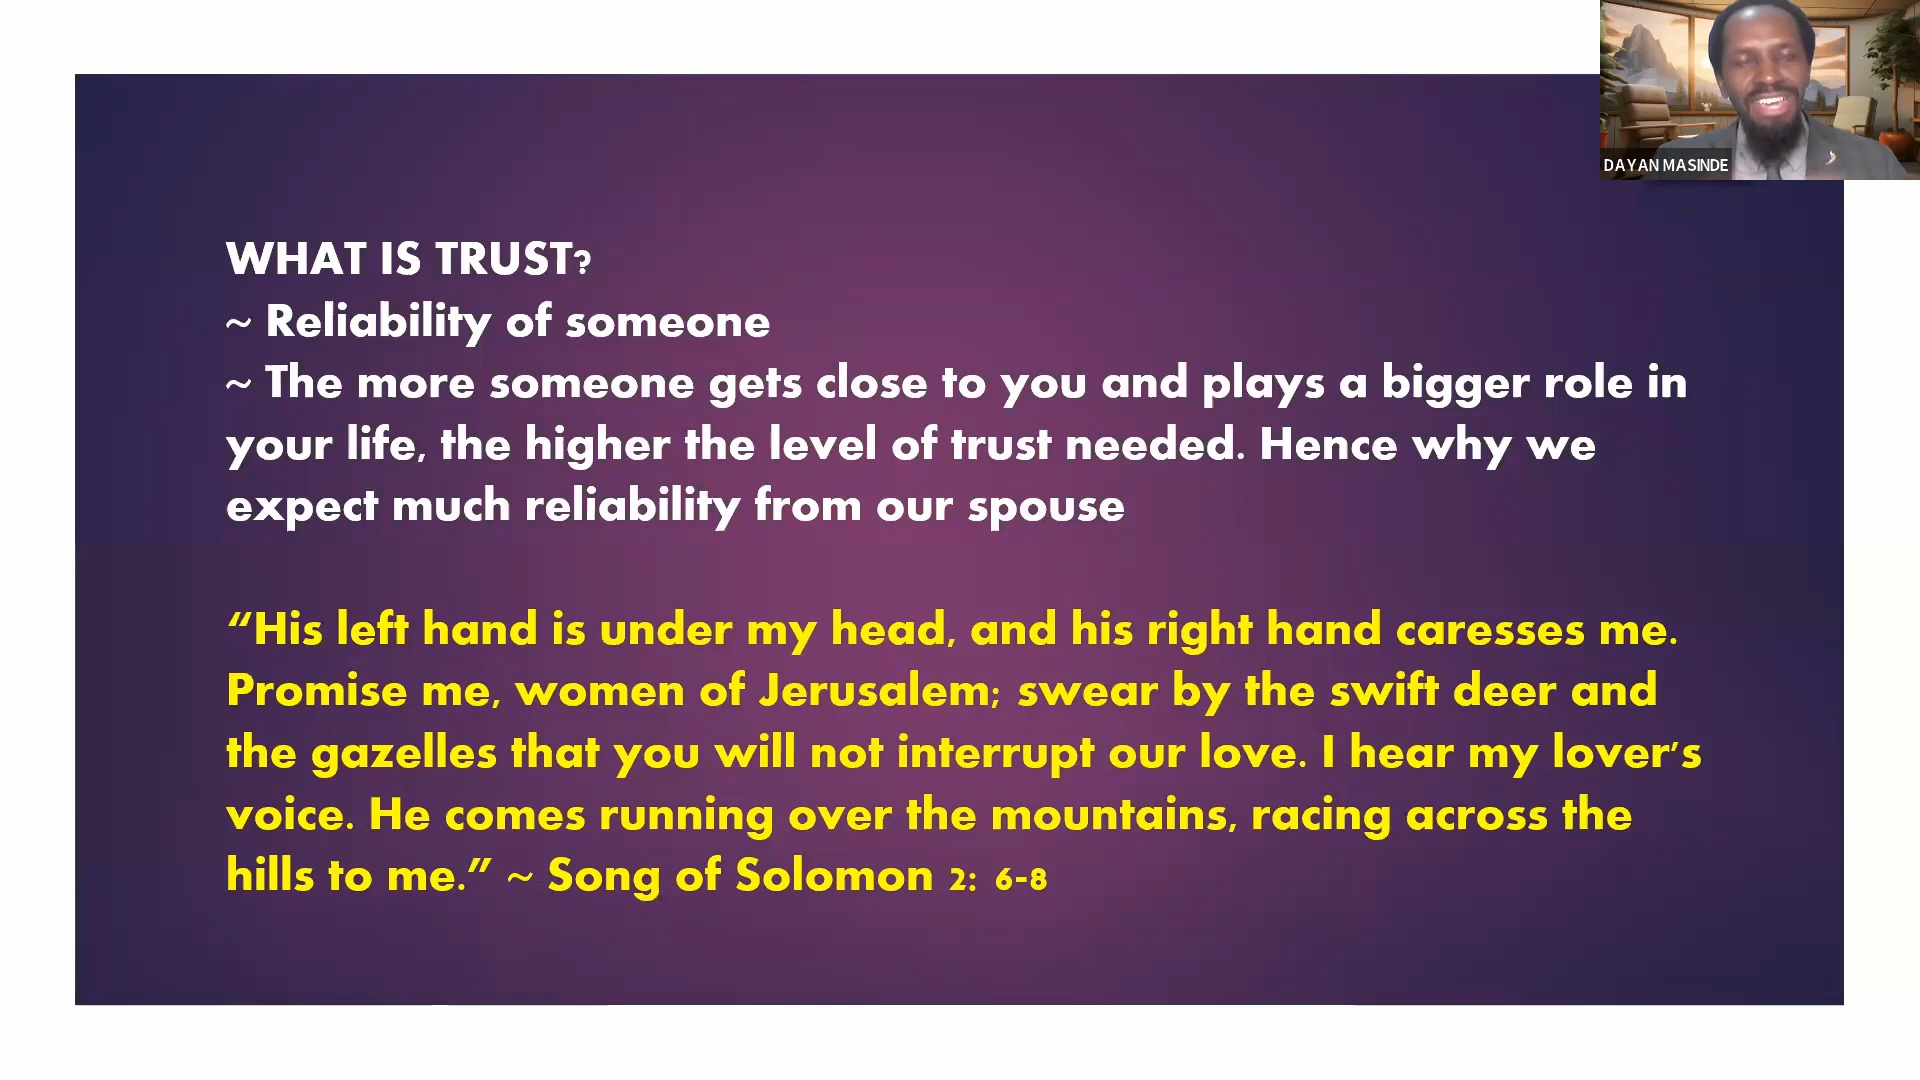 DAYAN MASINDE
WHAT IS TRUST?
~ Reliability of someone
~ The more someone gets close to you and plays a bigger role in
your life, the higher the level of trust needed. Hence why we
expect much reliability from our spouse
“His left hand is under my head, and his right hand caresses me.
Promise me, women of Jerusalem; swear by the swift deer and
the gazelles that you will not interrupt our love. I hear my lover’s
voice. He comes running over the mountains, racing across the
hills to me.” ~ Song of Solomon 2: 6-8